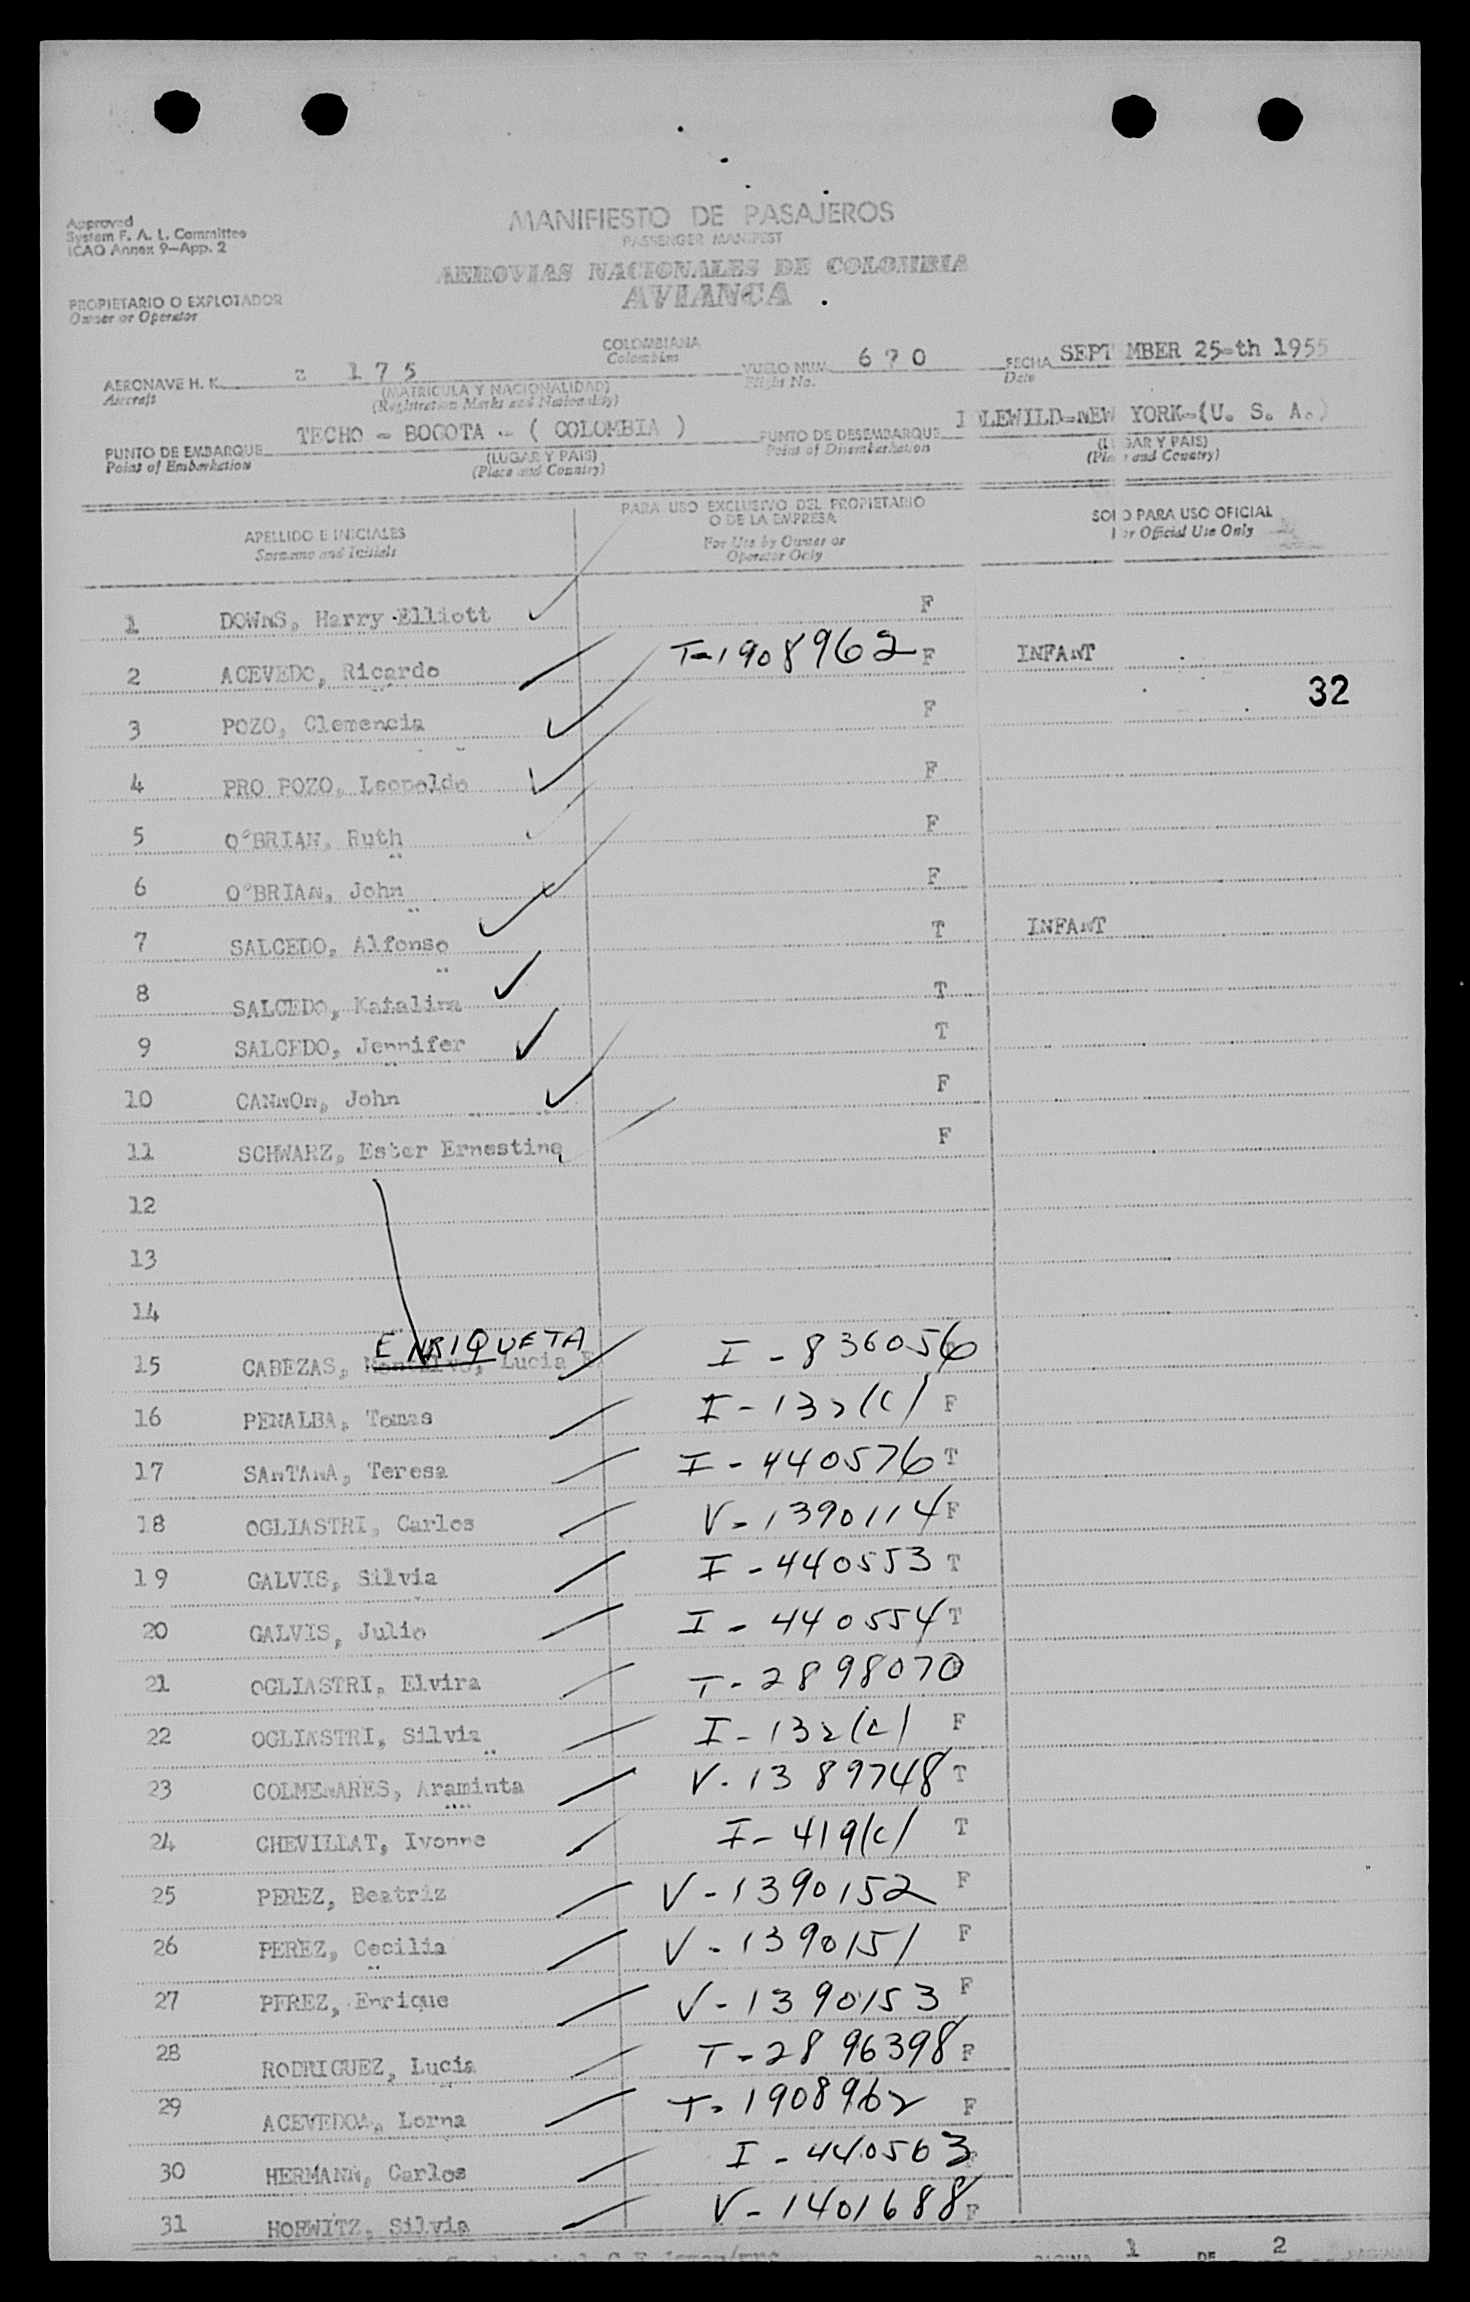 Approved
System F. A. L. Committee
ICAO Annex 9-App. 2
MANIFIESTO DE PASAJEROS
PASSENGER MANIFEST
AEROVIAS NACIONALES DE COLOMBIA
AVIANCA
PROPIETARIO O EXPLOTADOR
Owner or Operator
COLOMBIANA
Colombian
AERONAVE H. K. 175
Aircraft
(MATRICULA Y NACIONALIDAD)
(Registration Marks and Nationality)
VUELO NUM. 670
Flight No.
FECHA SEPT MBER 25-th 1955
Date
PUNTO DE EMBARQUE TECHO - BOGOTA - ( COLOMBIA )
Point of Embarkation
(LUGAR Y PAIS)
(Place and Country)
PUNTO DE DESEMBARQUE I LEWILD-NEW YORK-(U. S. A.)
Point of Disembarkation
(LUGAR Y PAIS)
(Place and Country)
APELLIDO E INICIALES
Surname and Initials
PARA USO EXCLUSIVO DEL PROPIETARIO
O DE LA EMPRESA
For Use by Owner or
Operator Only
SOLO PARA USO OFICIAL
For Official Use Only
1 DOWNS, Harry Elliott F
2 ACEVEDO, Ricardo T-1908962 F INFANT
32
3 POZO, Clemencia F
4 PRO POZO, Leopoldo F
5 O'BRIAN, Ruth F
6 O'BRIAN, John F
7 SALCEDO, Alfonso T INFANT
8 SALCEDO, Katalina T
9 SALCEDO, Jennifer T
10 CANNON, John F
11 SCHWARZ, Ester Ernestina F
12
13
14
ENRIQUETA
15 CABEZAS, Lucia I-836056
16 PENALBA, Tomas I-132(c) F
17 SANTANA, Teresa I-440576 T
18 OGLIASTRI, Carlos V-1390114 F
19 GALVIS, Silvia I-440553 T
20 GALVIS, Julio I-440554 T
21 OGLIASTRI, Elvira T-2898070
22 OGLIASTRI, Silvia I-132(c) F
23 COLMENARES, Araminta V-1389748 T
24 CHEVILLAT, Ivonne I-419(c) T
25 PEREZ, Beatriz V-1390152 F
26 PEREZ, Cecilia V-1390151 F
27 PEREZ, Enrique V-1390153 F
28 RODRIGUEZ, Lucia T-2896398 F
29 ACEVEDOA, Lorna T-1908962 F
30 HERMANN, Carlos I-440563 F
31 HORWITZ, Silvia V-1401688 F
PAGINA 1 DE 2